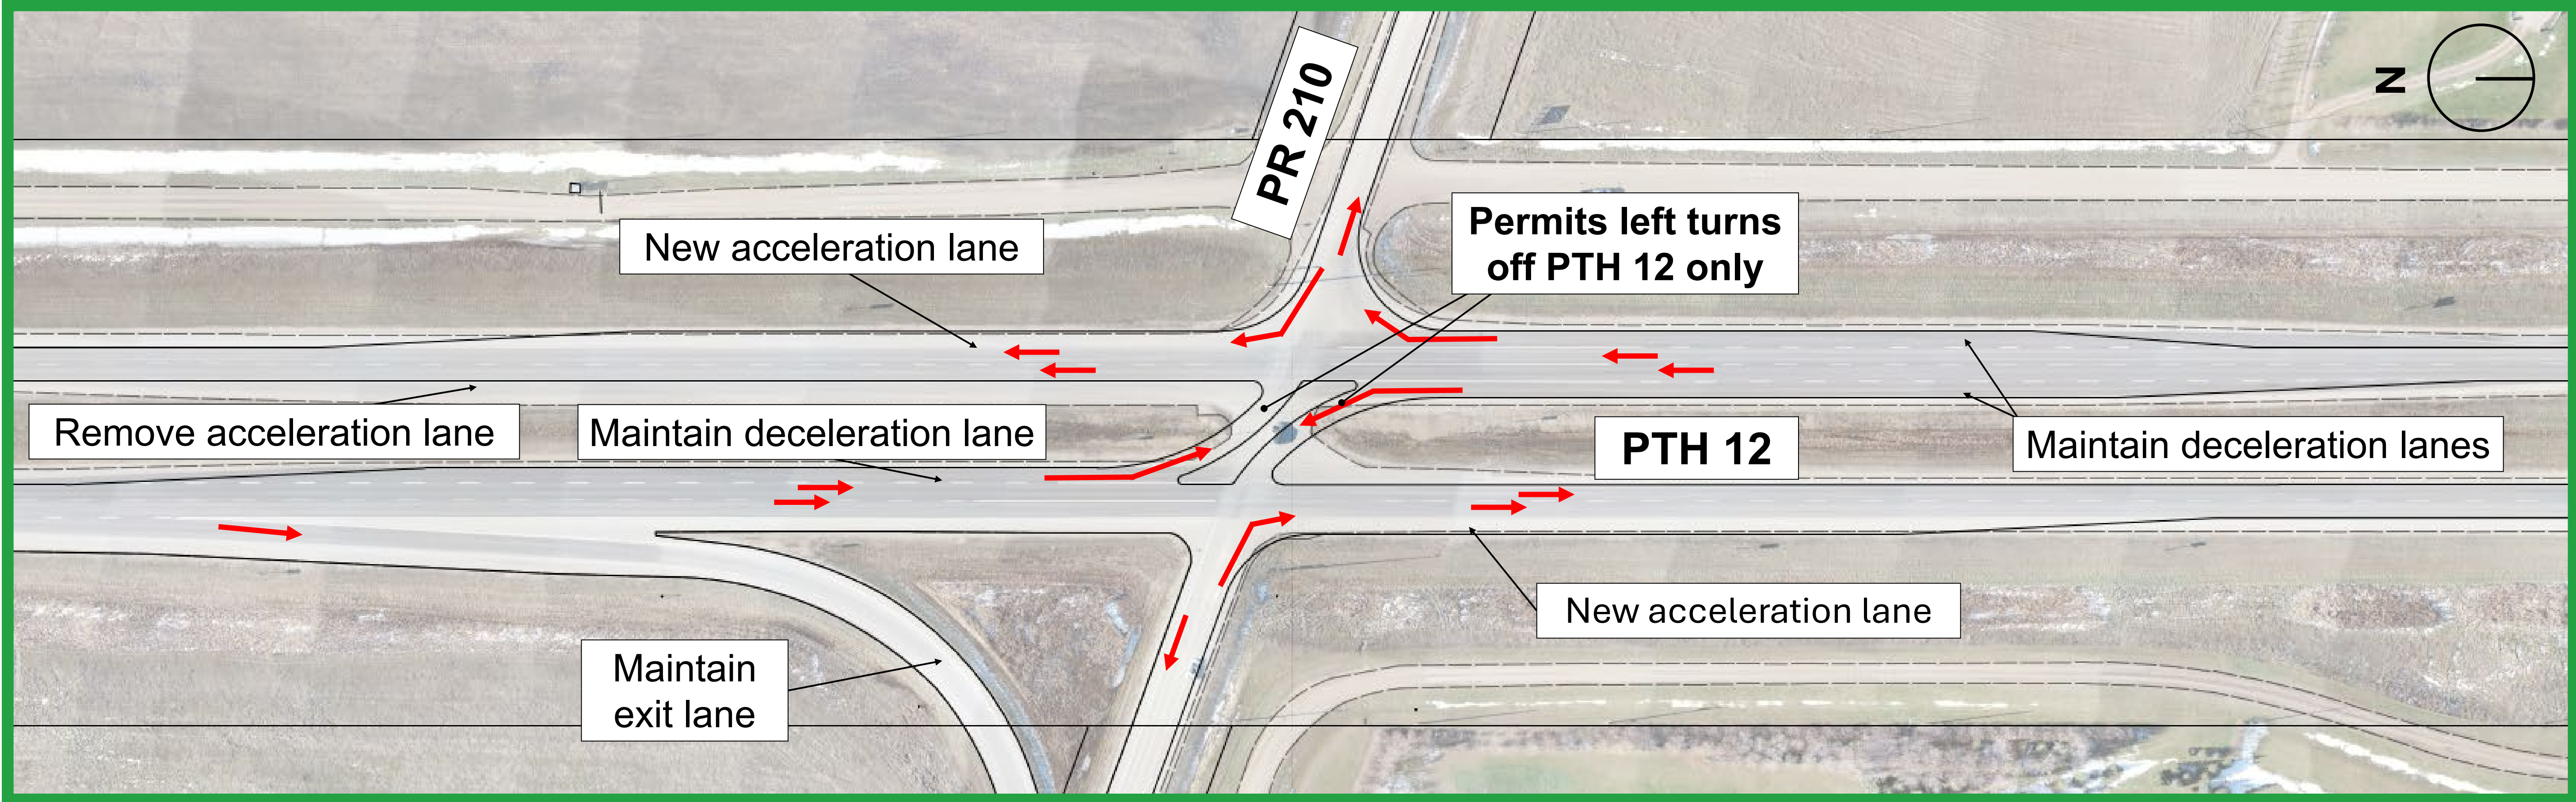 N
PR 210
New acceleration lane
Permits left turns
off PTH 12 only
Remove acceleration lane
Maintain deceleration lane
PTH 12
Maintain deceleration lanes
New acceleration lane
Maintain
exit lane